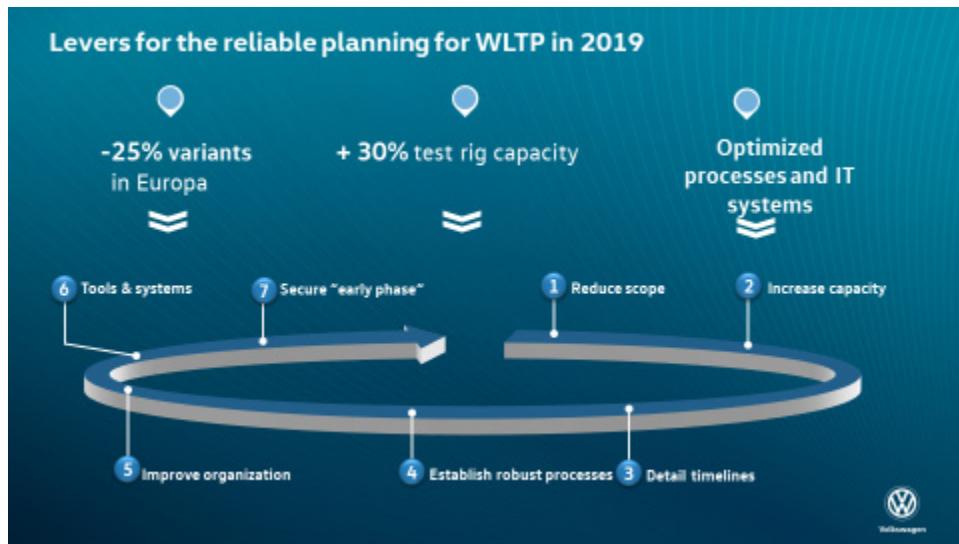 Levers for the reliable planning for WLTP in 2019
-25% variants
in Europa
+ 30% test rig capacity
Optimized
processes and IT
systems
6 Tools & systems
7 Secure "early phase"
1 Reduce scope
2 Increase capacity
5 Improve organization
4 Establish robust processes
3 Detail timelines
Volkswagen